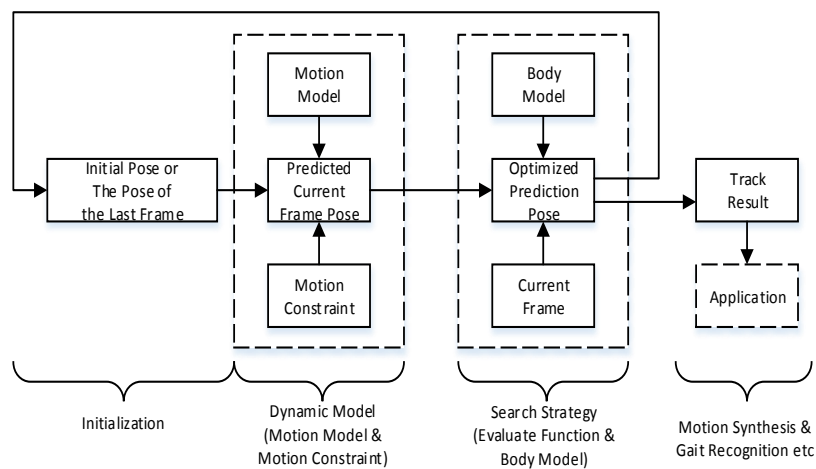 Motion
Model
Body
Model
Initial Pose or
The Pose of
the Last Frame
Predicted
Current
Frame Pose
Optimized
Prediction
Pose
Track
Result
Motion
Constraint
Current
Frame
Application
Initialization
Dynamic Model
(Motion Model &
Motion Constraint)
Search Strategy
(Evaluate Function &
Body Model)
Motion Synthesis &
Gait Recognition etc